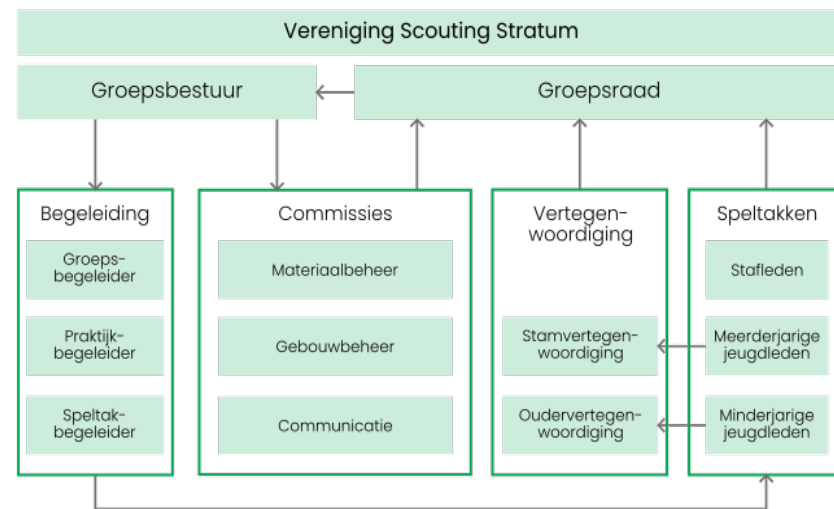 Vereniging Scouting Stratum
Groepsbestuur
Groepsraad
Begeleiding
Groeps-
begeleider
Praktijk-
begeleider
Speltak-
begeleider
Commissies
Materiaalbeheer
Gebouwbeheer
Communicatie
Vertegen-
woordiging
Stamvertegen-
woordiging
Oudervertegen-
woordiging
Speltakken
Stafleden
Meerderjarige
jeugdleden
Minderjarige
jeugdleden